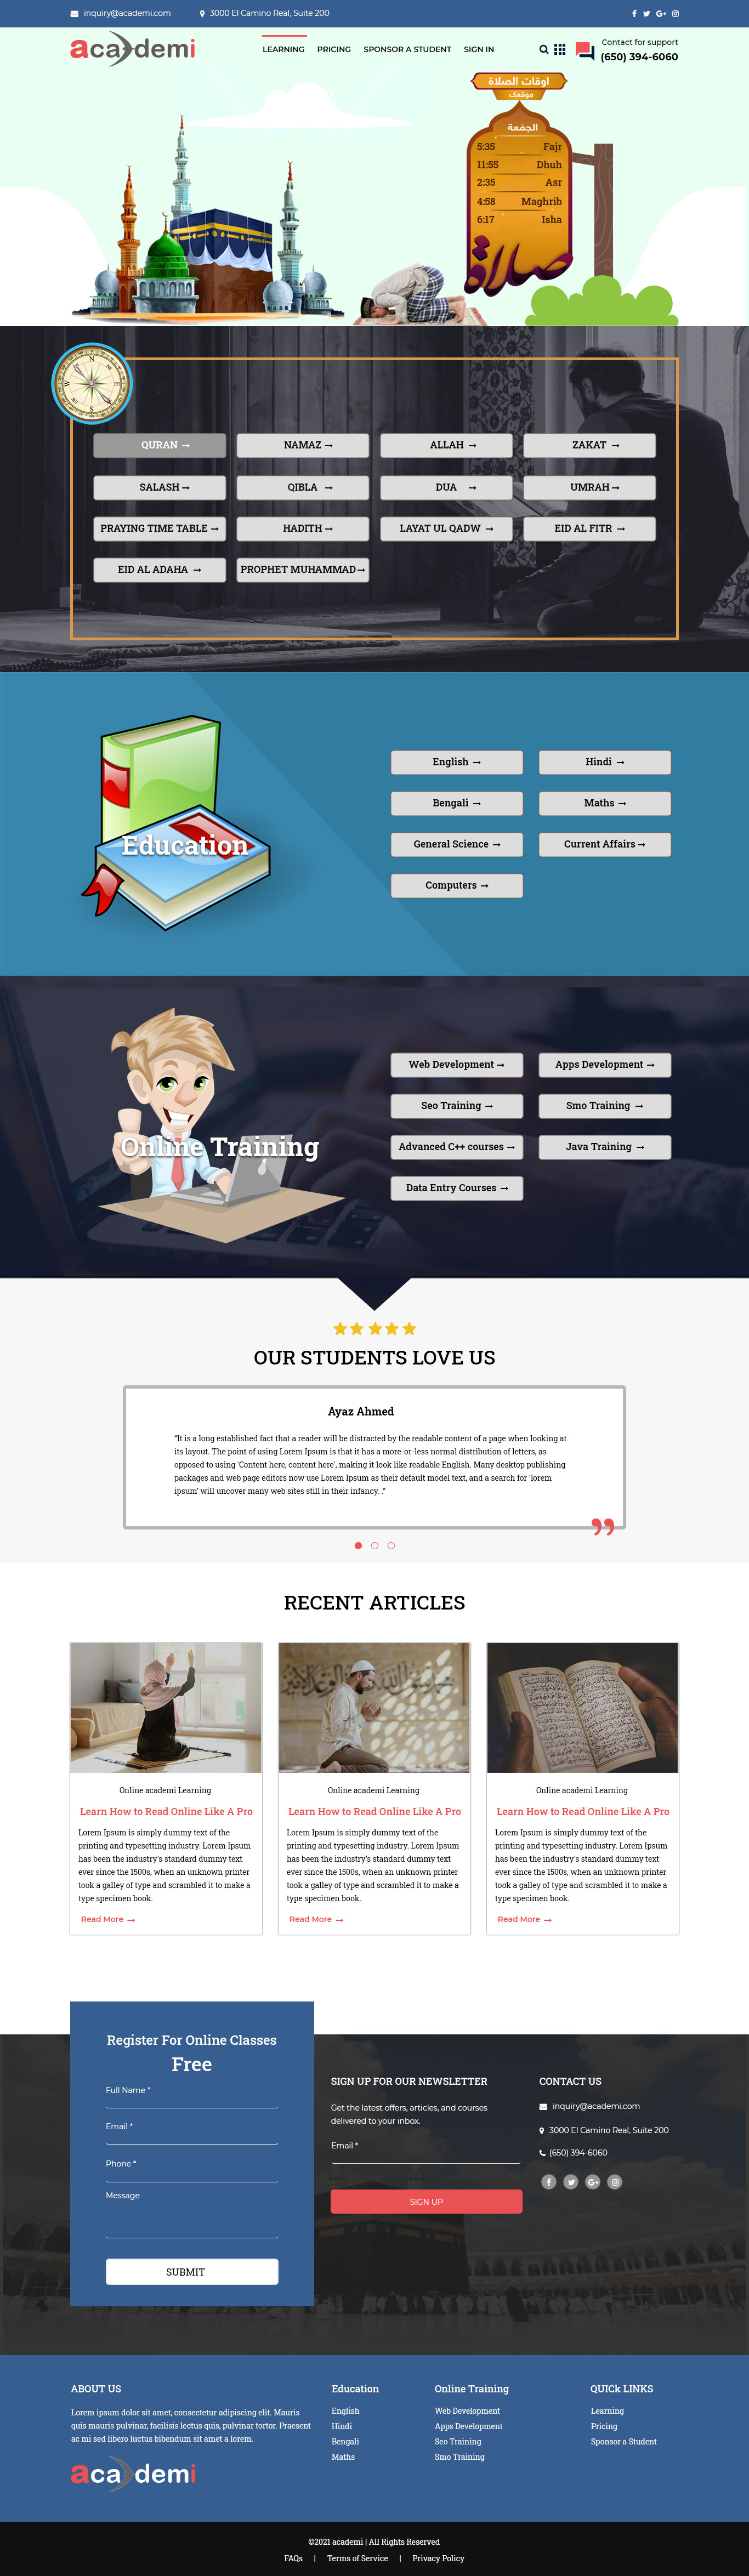 inquiry@academi.com
3000 El Camino Real, Suite 200
academi
LEARNING
PRICING
SPONSOR A STUDENT
SIGN IN
Contact for support
(650) 394-6060
اوقات الصلاة
موقمك
الجمعة
5:35 Fajr
11:55 Dhuh
2:35 Asr
4:58 Maghrib
6:17 Isha
N
W E
S
QURAN
NAMAZ
ALLAH
ZAKAT
SALASH
QIBLA
DUA
UMRAH
PRAYING TIME TABLE
HADITH
LAYAT UL QADW
EID AL FITR
EID AL ADAHA
PROPHET MUHAMMAD
Education
English
Hindi
Bengali
Maths
General Science
Current Affairs
Computers
Online Training
Web Development
Apps Development
Seo Training
Smo Training
Advanced C++ courses
Java Training
Data Entry Courses
OUR STUDENTS LOVE US
Ayaz Ahmed
"It is a long established fact that a reader will be distracted by the readable content of a page when looking at
its layout. The point of using Lorem Ipsum is that it has a more-or-less normal distribution of letters, as
opposed to using 'Content here, content here', making it look like readable English. Many desktop publishing
packages and web page editors now use Lorem Ipsum as their default model text, and a search for 'lorem
ipsum' will uncover many web sites still in their infancy. ."
RECENT ARTICLES
Online academi Learning
Learn How to Read Online Like A Pro
Lorem Ipsum is simply dummy text of the
printing and typesetting industry. Lorem Ipsum
has been the industry's standard dummy text
ever since the 1500s, when an unknown printer
took a galley of type and scrambled it to make a
type specimen book.
Read More
Online academi Learning
Learn How to Read Online Like A Pro
Lorem Ipsum is simply dummy text of the
printing and typesetting industry. Lorem Ipsum
has been the industry's standard dummy text
ever since the 1500s, when an unknown printer
took a galley of type and scrambled it to make a
type specimen book.
Read More
Online academi Learning
Learn How to Read Online Like A Pro
Lorem Ipsum is simply dummy text of the
printing and typesetting industry. Lorem Ipsum
has been the industry's standard dummy text
ever since the 1500s, when an unknown printer
took a galley of type and scrambled it to make a
type specimen book.
Read More
Register For Online Classes
Free
Full Name *
Email *
Phone *
Message
SUBMIT
SIGN UP FOR OUR NEWSLETTER
Get the latest offers, articles, and courses
delivered to your inbox.
Email *
SIGN UP
CONTACT US
inquiry@academi.com
3000 El Camino Real, Suite 200
(650) 394-6060
ABOUT US
Lorem ipsum dolor sit amet, consectetur adipiscing elit. Mauris
quis mauris pulvinar, facilisis lectus quis, pulvinar tortor. Praesent
ac mi sed libero luctus bibendum sit amet a lorem.
academi
Education
English
Hindi
Bengali
Maths
Online Training
Web Development
Apps Development
Seo Training
Smo Training
QUICk LINKS
Learning
Pricing
Sponsor a Student
©2021 academi | All Rights Reserved
FAQs | Terms of Service | Privacy Policy